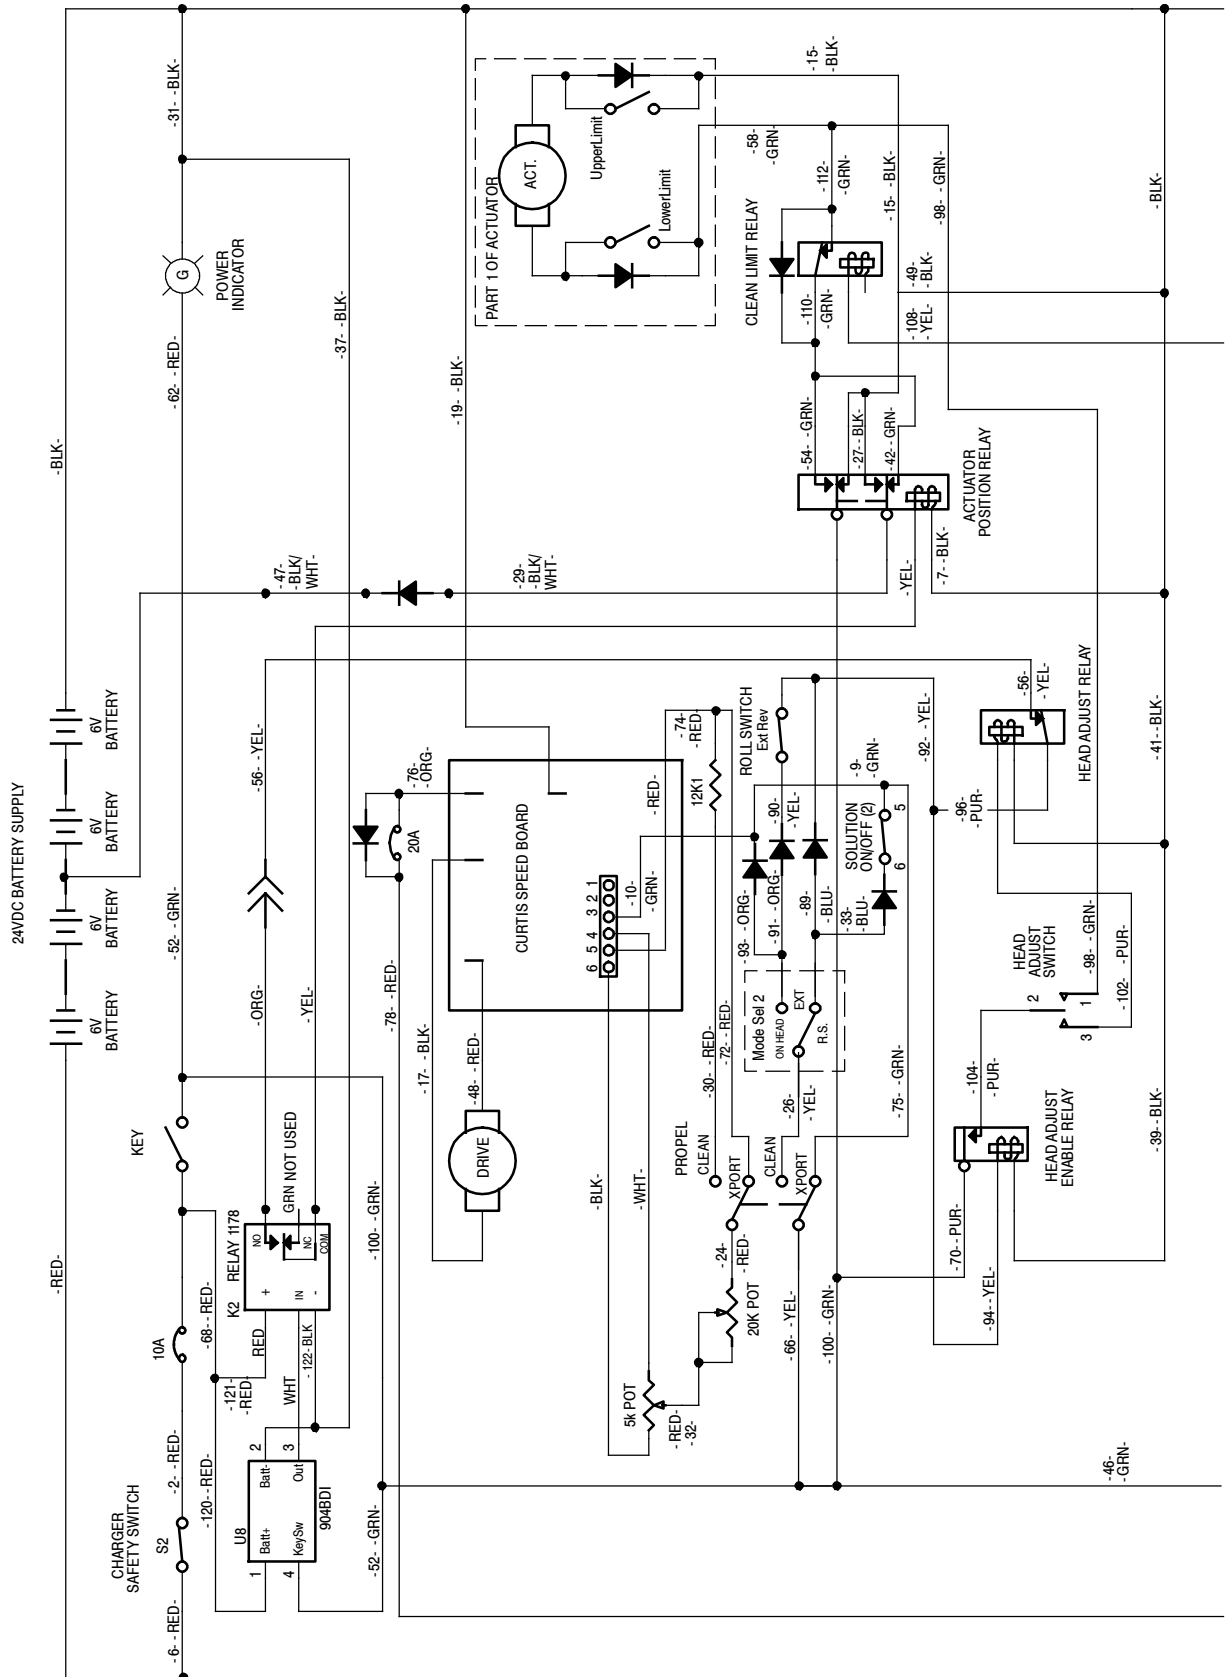 24VDC BATTERY SUPPLY
-RED-
6V
BATTERY
6V
BATTERY
6V
BATTERY
6V
BATTERY
-BLK-
-6- -RED-
CHARGER
SAFETY SWITCH
S2
-2- -RED-
10A
KEY
-52- -GRN-
-62- -RED-
POWER
INDICATOR
G
-31- -BLK-
-120- -RED-
-68- -RED-
-121-
-RED-
U8
1
Batt+
4
KeySw
Batt-
2
Out
3
904BDI
RED
WHT
-122-BLK
K2
RELAY 1178
+
IN
-
NO
NC
COM
GRN NOT USED
-ORG-
-YEL-
-56- -YEL-
-47-
-BLK/
WHT-
-37- -BLK-
-52- -GRN-
-100- -GRN-
-78- -RED-
-76-
-ORG-
20A
-17- -BLK-
-48- -RED-
DRIVE
CURTIS SPEED BOARD
6 5 4 3 2 1
-19- -BLK-
-29-
-BLK/
WHT-
PART 1 OF ACTUATOR
ACT.
UpperLimit
LowerLimit
-BLK-
-WHT-
-10-
-GRN-
-RED-
-74-
-RED-
12K1
-30- -RED-
-72- -RED-
5k POT
-RED-
-32-
20K POT
-24-
-RED-
PROPEL
CLEAN
XPORT
CLEAN
XPORT
-66- -YEL-
-100- -GRN-
-26-
-YEL-
Mode Sel 2
ON HEAD
EXT
R.S.
-93- -ORG-
-91- -ORG-
-90-
-YEL-
-89-
-BLU-
-33-
-BLU-
ROLL SWITCH
Ext Rev
SOLUTION
ON/OFF (2)
6
5
-9-
-GRN-
-75- -GRN-
-92- -YEL-
-96-
-PUR-
-56-
-YEL-
HEAD ADJUST RELAY
-41- -BLK-
-70- -PUR-
-94- -YEL-
HEAD ADJUST
ENABLE RELAY
-104-
-PUR-
HEAD
ADJUST
SWITCH
3
2
1
-98- -GRN-
-102- -PUR-
-39- -BLK-
-46-
-GRN-
-YEL-
-7- -BLK-
ACTUATOR
POSITION RELAY
-54- -GRN-
-27- -BLK-
-42- -GRN-
CLEAN LIMIT RELAY
-110-
-GRN-
-108-
-YEL-
-49-
-BLK-
-58-
-GRN-
-112-
-GRN-
-15-
-BLK-
-15- -BLK-
-98- -GRN-
-BLK-